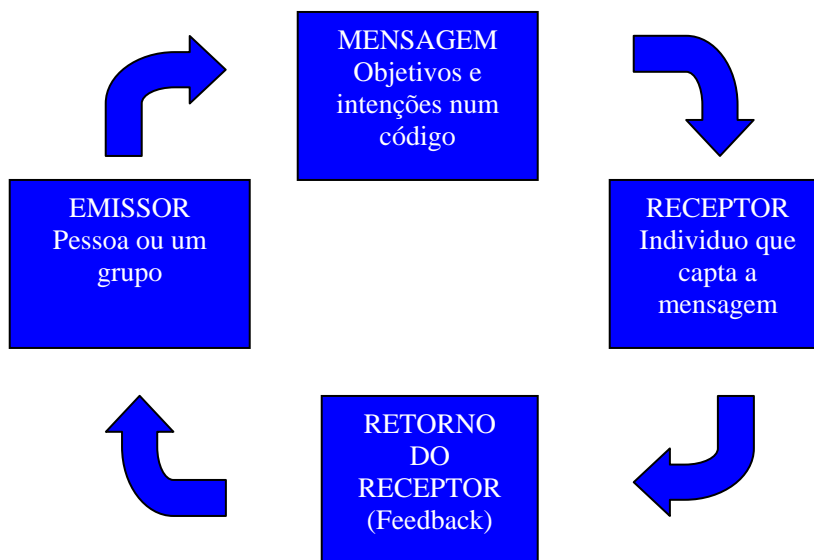 MENSAGEM
Objetivos e
intenções num
código
EMISSOR
Pessoa ou um
grupo
RECEPTOR
Individuo que
capta a
mensagem
RETORNO
DO
RECEPTOR
(Feedback)